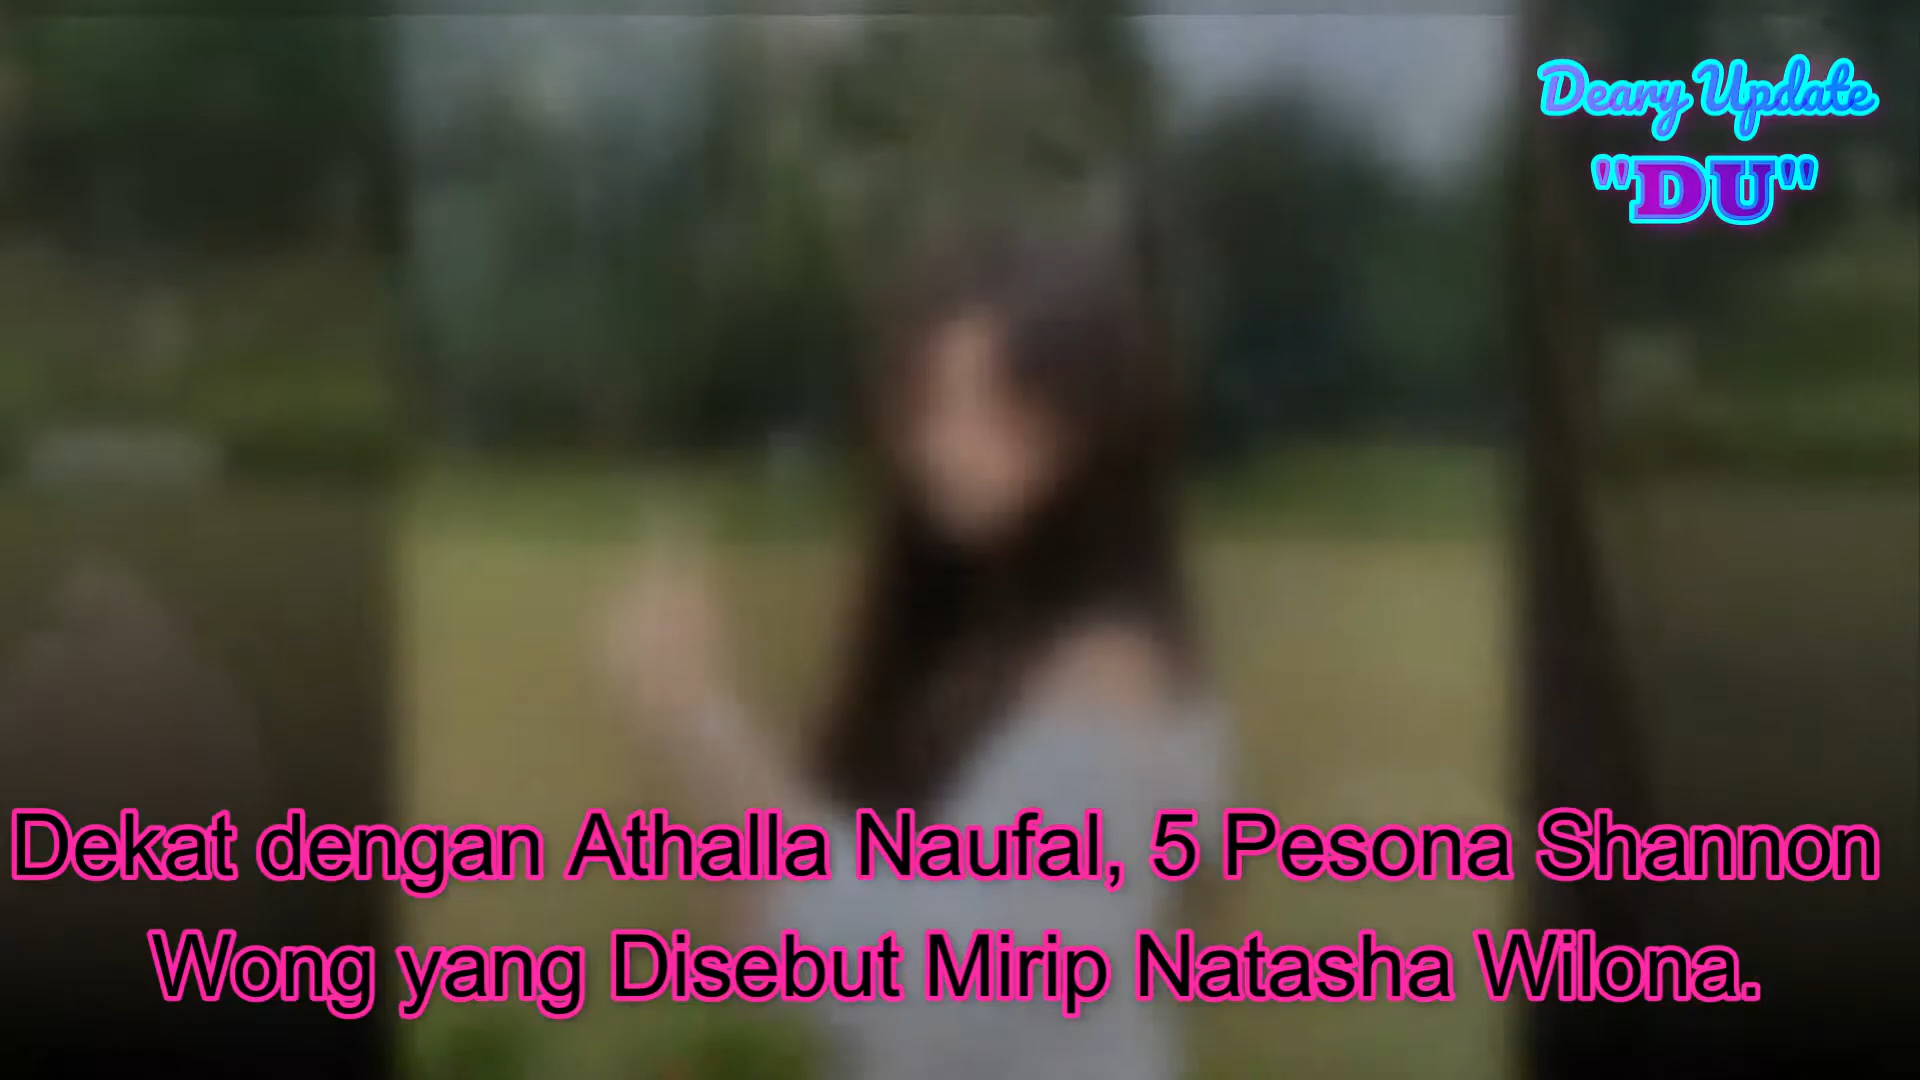 Deary Update
"DU"
Dekat dengan Athalla Naufal, 5 Pesona Shannon
Wong yang Disebut Mirip Natasha Wilona.